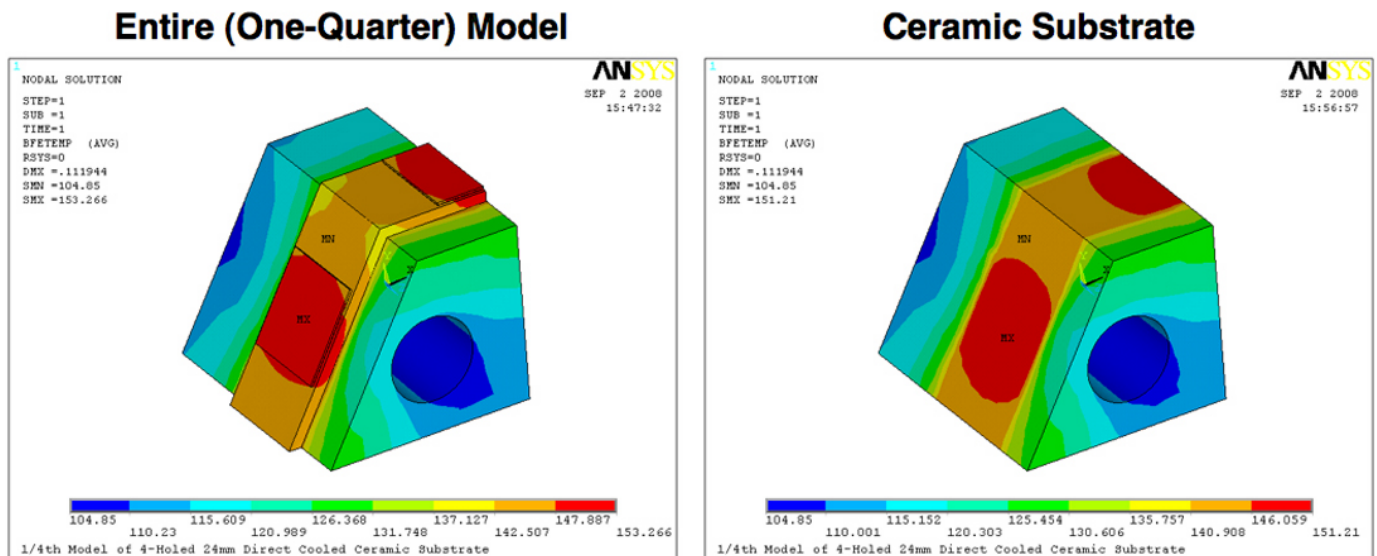 Entire (One-Quarter) Model
1
NODAL SOLUTION
STEP=1
SUB =1
TIME=1
BFETEMP (AVG)
RSYS=0
DMX =.111944
SMN =104.85
SMX =153.266
ANSYS
SEP 2 2008
15:47:32
MN
MX
104.85 115.609 126.368 137.127 147.887
110.23 120.989 131.748 142.507 153.266
1/4th Model of 4-Holed 24mm Direct Cooled Ceramic Substrate
Ceramic Substrate
1
NODAL SOLUTION
STEP=1
SUB =1
TIME=1
BFETEMP (AVG)
RSYS=0
DMX =.111944
SMN =104.85
SMX =151.21
ANSYS
SEP 2 2008
15:56:57
MN
MX
104.85 115.152 125.454 135.757 146.059
110.001 120.303 130.606 140.908 151.21
1/4th Model of 4-Holed 24mm Direct Cooled Ceramic Substrate